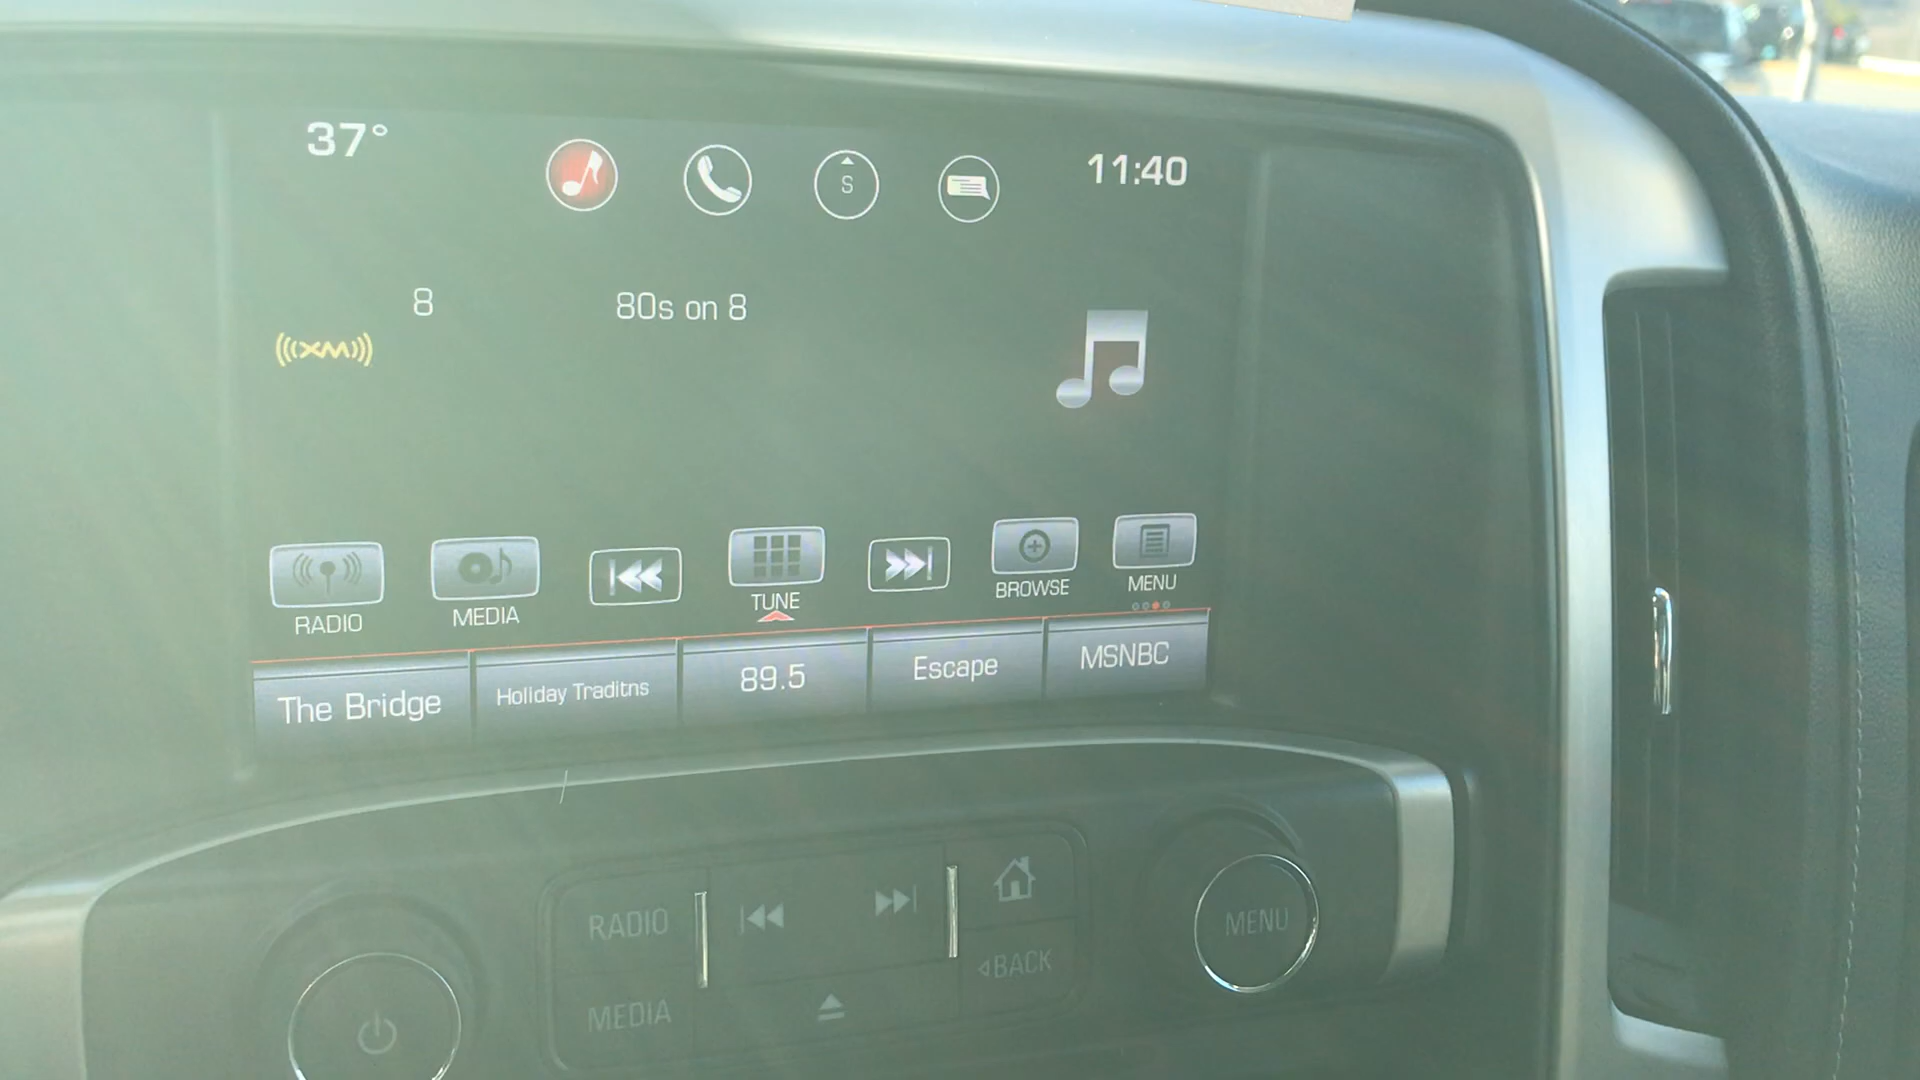 37°
S
11:40
8
80s on 8
XM
RADIO
MEDIA
TUNE
BROWSE
MENU
The Bridge
Holiday Traditns
89.5
Escape
MSNBC
RADIO
MEDIA
BACK
MENU